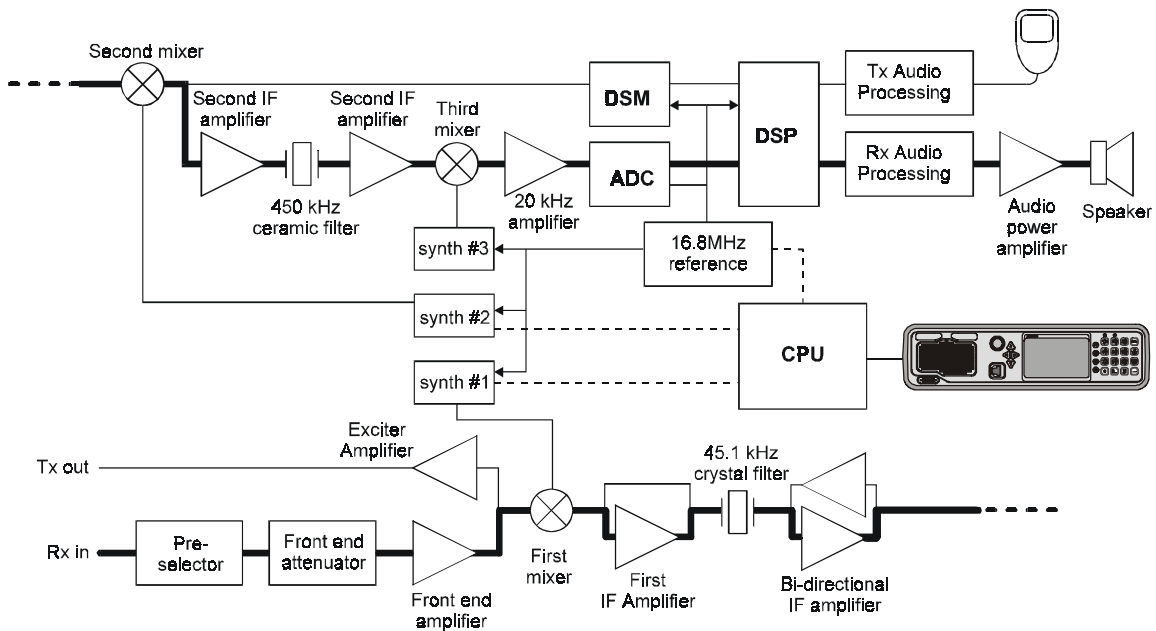 Second mixer
Second IF
amplifier
Second IF
amplifier
Third
mixer
450 kHz
ceramic filter
20 kHz
amplifier
DSM
ADC
DSP
Tx Audio
Processing
Rx Audio
Processing
Audio
power
amplifier
Speaker
synth #3
16.8MHz
reference
synth #2
synth #1
CPU
Exciter
Amplifier
Tx out
45.1 kHz
crystal filter
Rx in
Pre-
selector
Front end
attenuator
Front end
amplifier
First
mixer
First
IF Amplifier
Bi-directional
IF amplifier